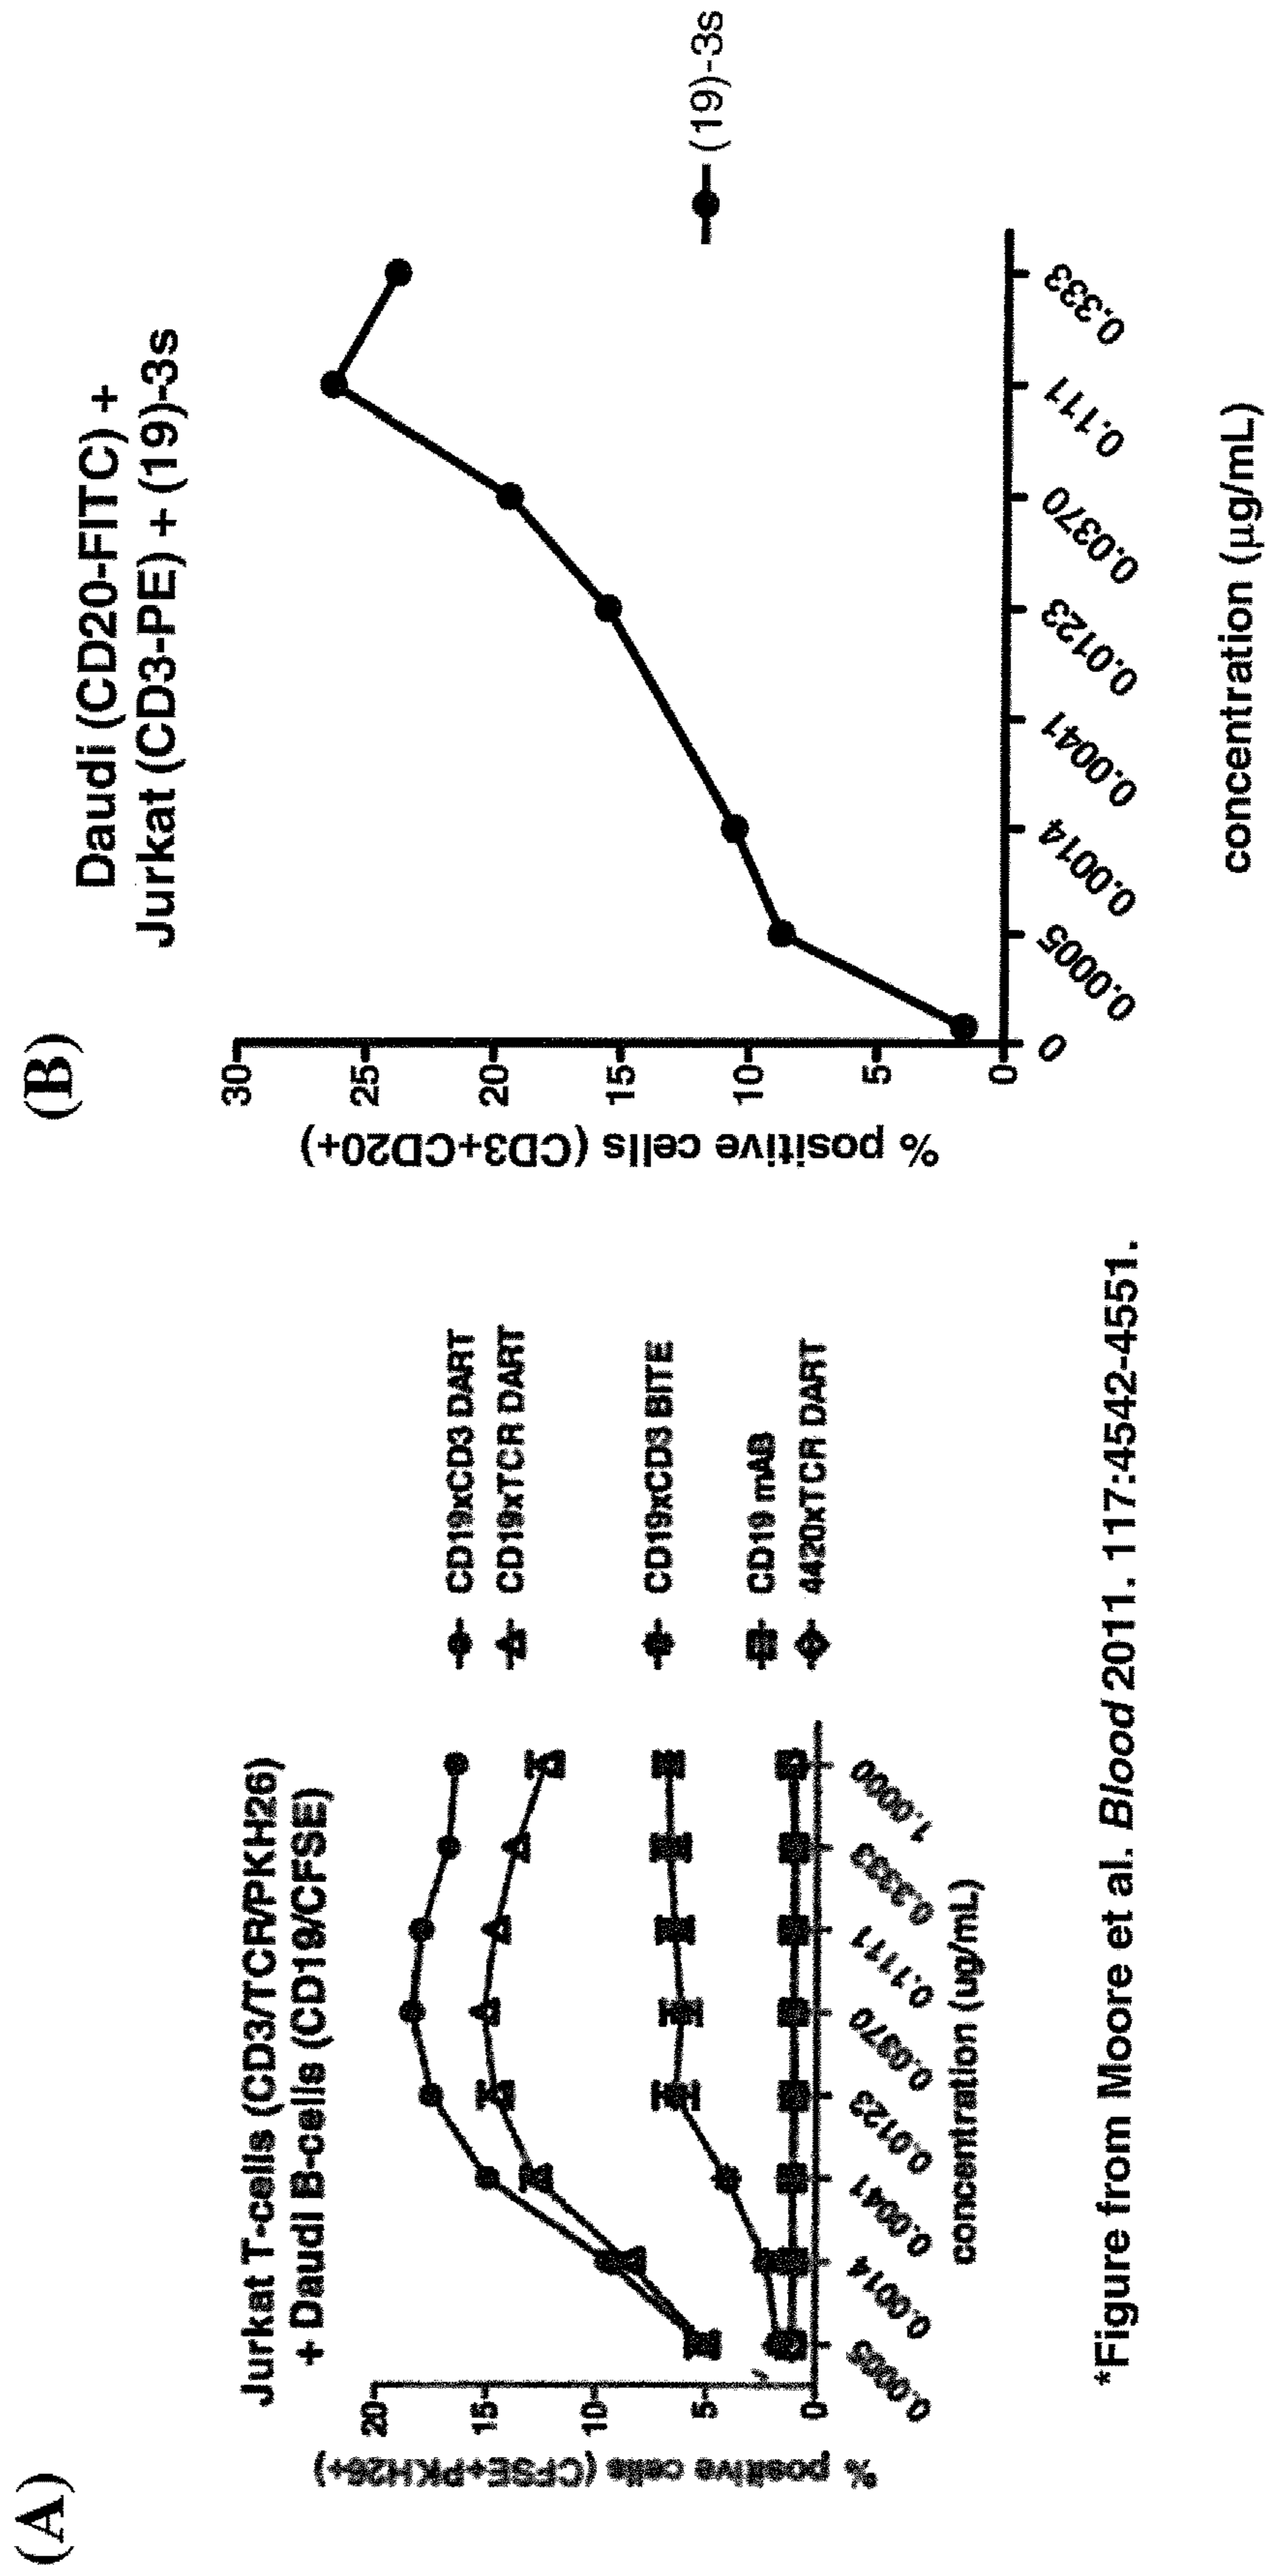 (A)
Jurkat T-cells (CD3/TCR/PKH26)
+ Daudi B-cells (CD19/CFSE)
% positive cells (CFSE+PKH26+)
20
15
10
5
0
0.0005
0.0014
0.0041
0.0123
0.0370
0.1111
0.3333
1.0000
concentration (ug/mL)
CD19xCD3 DART
CD19xTCR DART
CD19xCD3 BITE
CD19 mAB
4420xTCR DART
*Figure from Moore et al. Blood 2011. 117:4542-4551.
(B)
Daudi (CD20-FITC) +
Jurkat (CD3-PE) + (19)-3s
% positive cells (CD3+CD20+)
30
25
20
15
10
5
0
0
0.0005
0.0014
0.0041
0.0123
0.0370
0.111
0.333
concentration (µg/mL)
(19)-3s